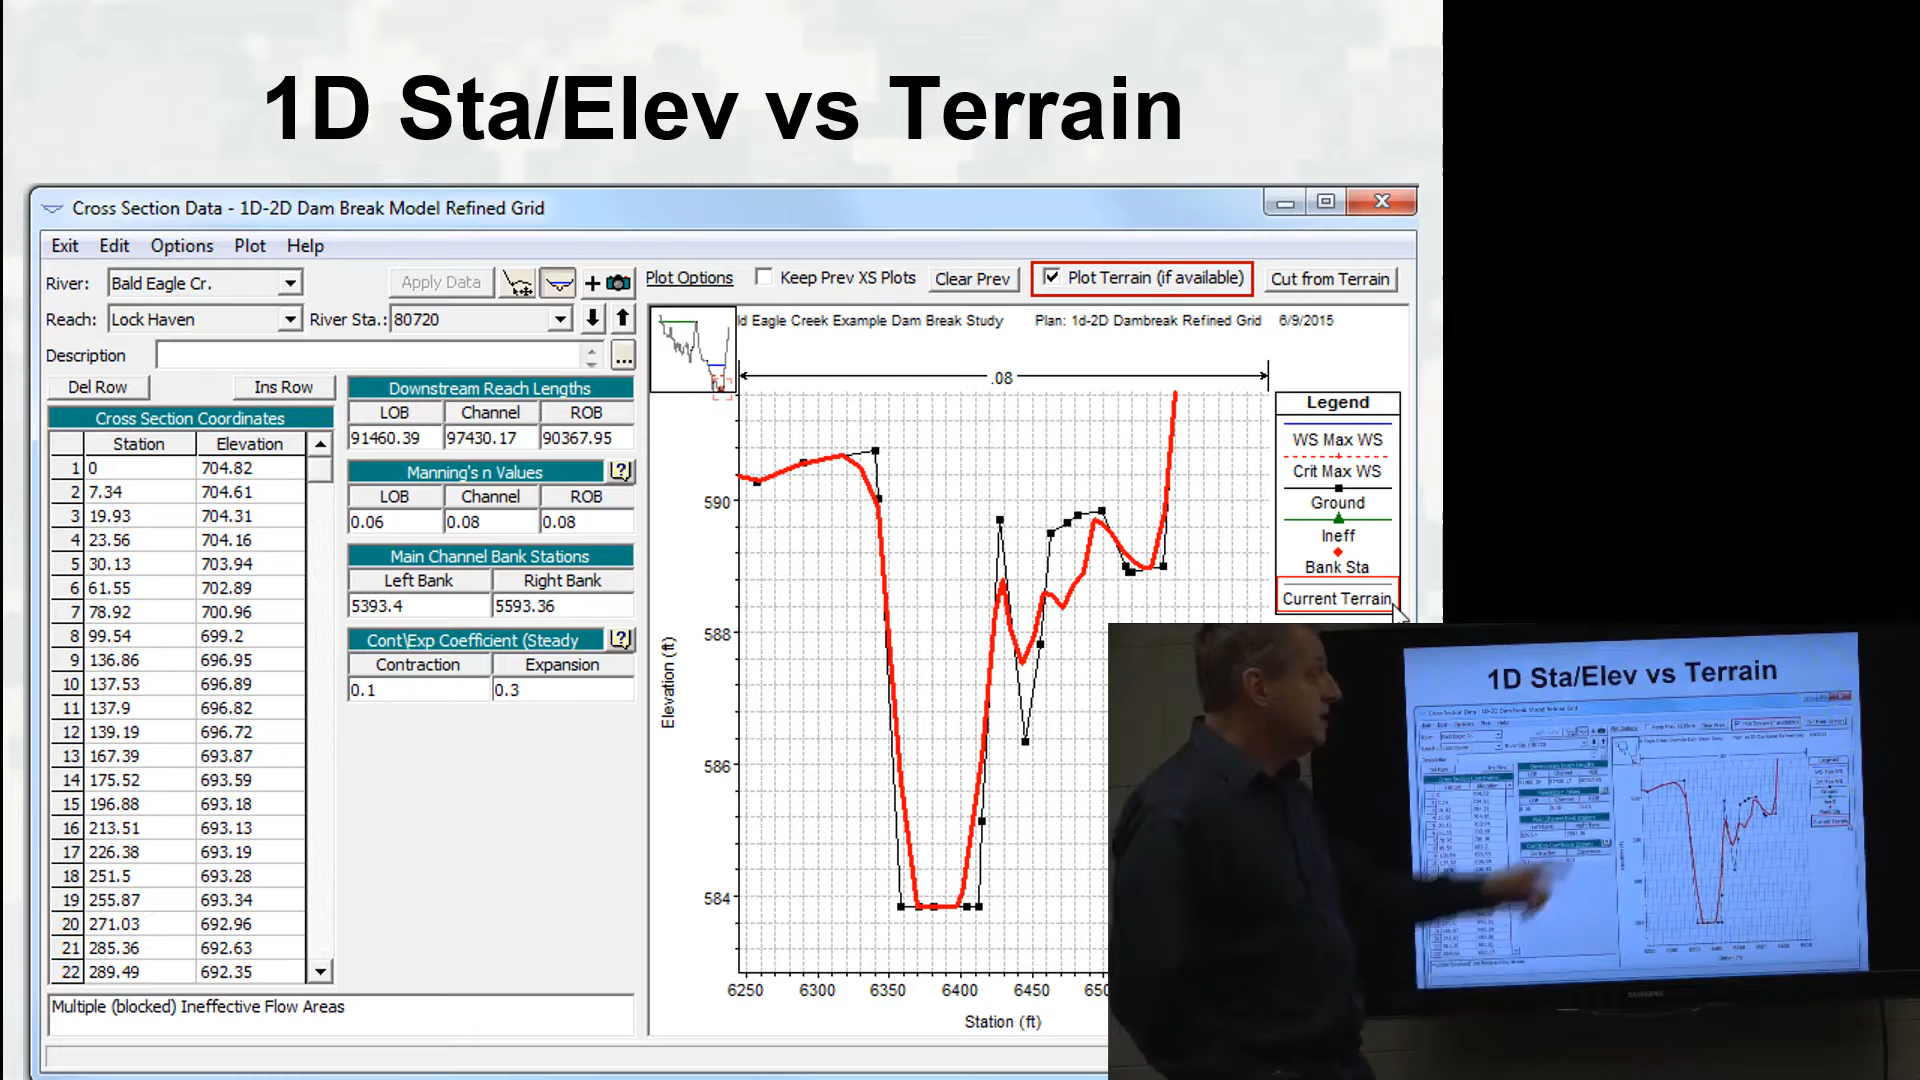 1D Sta/Elev vs Terrain
Cross Section Data - 1D-2D Dam Break Model Refined Grid
Exit Edit Options Plot Help
River: Bald Eagle Cr. Apply Data Plot Options Keep Prev XS Plots Clear Prev Plot Terrain (if available) Cut from Terrain
Reach: Lock Haven River Sta.: 80720
ld Eagle Creek Example Dam Break Study Plan: 1d-2D Dambreak Refined Grid 6/9/2015
Description ...
Del Row Ins Row
Cross Section Coordinates
Station Elevation
1 0 704.82
2 7.34 704.61
3 19.93 704.31
4 23.56 704.16
5 30.13 703.94
6 61.55 702.89
7 78.92 700.96
8 99.54 699.2
9 136.86 696.95
10 137.53 696.89
11 137.9 696.82
12 139.19 696.72
13 167.39 693.87
14 175.52 693.59
15 196.88 693.18
16 213.51 693.13
17 226.38 693.19
18 251.5 693.28
19 255.87 693.34
20 271.03 692.96
21 285.36 692.63
22 289.49 692.35
Multiple (blocked) Ineffective Flow Areas
Downstream Reach Lengths
LOB Channel ROB
91460.39 97430.17 90367.95
Manning's n Values
LOB Channel ROB
0.06 0.08 0.08
Main Channel Bank Stations
Left Bank Right Bank
5393.4 5593.36
Cont\Exp Coefficient (Steady
Contraction Expansion
0.1 0.3
.08
590
588
586
584
Elevation (ft)
6250 6300 6350 6400 6450 650
Station (ft)
Legend
WS Max WS
Crit Max WS
Ground
Ineff
Bank Sta
Current Terrain
1D Sta/Elev vs Terrain
SAMSUNG